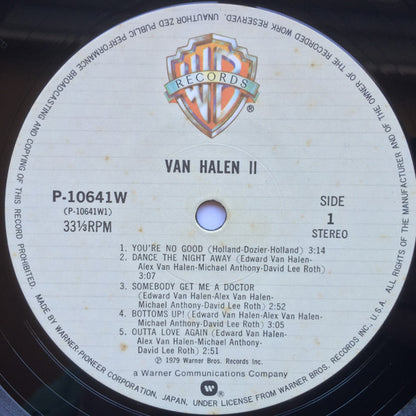 UNAUTHORIZED PUBLIC PERFORMANCE BROADCASTING AND COPYING OF THIS RECORD PROHIBITED.
ALL RIGHTS OF THE MANUFACTURER AND OF THE OWNER OF THE RECORDED WORK RESERVED.
WB
RECORDS
®
VAN HALEN II
P-10641W
(P-10641W1)
33⅓RPM
SIDE
1
STEREO
1. YOU'RE NO GOOD (Holland-Dozier-Holland) 3:14
2. DANCE THE NIGHT AWAY (Edward Van Halen-
Alex Van Halen-Michael Anthony-David Lee Roth)
3:07
3. SOMEBODY GET ME A DOCTOR
(Edward Van Halen-Alex Van Halen-
Michael Anthony-David Lee Roth) 2:52
4. BOTTOMS UP! (Edward Van Halen-Alex Van Halen-
Michael Anthony-David Lee Roth) 3:05
5. OUTTA LOVE AGAIN (Edward Van Halen-
Alex Van Halen-Michael Anthony-
David Lee Roth) 2:51
℗ 1979 Warner Bros. Records Inc.
a Warner Communications Company
W
MADE BY WARNER-PIONEER CORPORATION, JAPAN, UNDER LICENSE FROM WARNER BROS. RECORDS INC., U.S.A.